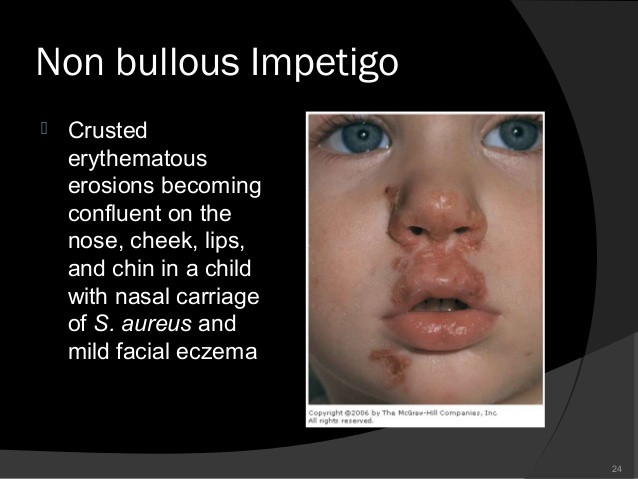 Non bullous Impetigo
Crusted
erythematous
erosions becoming
confluent on the
nose, cheek, lips,
and chin in a child
with nasal carriage
of S. aureus and
mild facial eczema
Copyright ©2006 by The McGraw-Hill Companies, Inc.
All rights reserved.
24